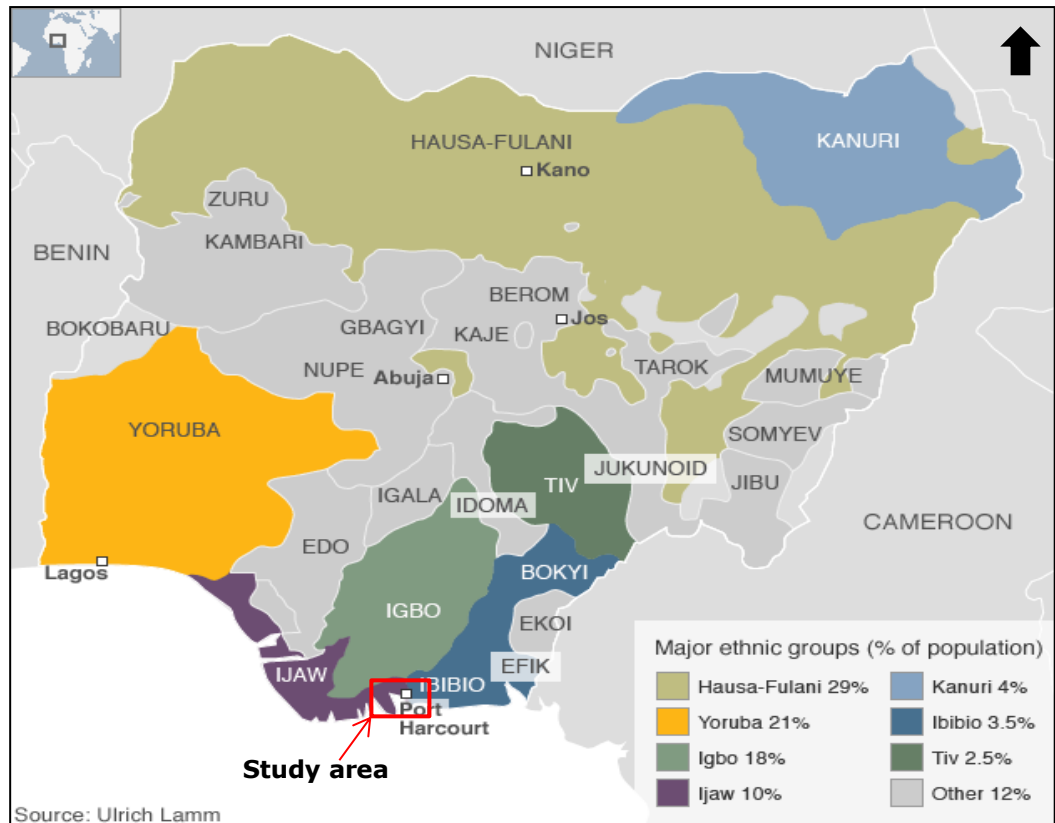 NIGER
HAUSA-FULANI
Kano
KANURI
ZURU
KAMBARI
BENIN
BEROM
Jos
BOKOBARU
GBAGYI
KAJE
NUPE
Abuja
TAROK
MUMUYE
YORUBA
SOMYEV
JUKUNOID
JIBU
TIV
IGALA
IDOMA
CAMEROON
EDO
Lagos
BOKYI
IGBO
EKOI
EFIK
IJAW
IBIBIO
Port
Harcourt
Study area
Major ethnic groups (% of population)
Hausa-Fulani 29%
Kanuri 4%
Yoruba 21%
Ibibio 3.5%
Igbo 18%
Tiv 2.5%
Ijaw 10%
Other 12%
Source: Ulrich Lamm